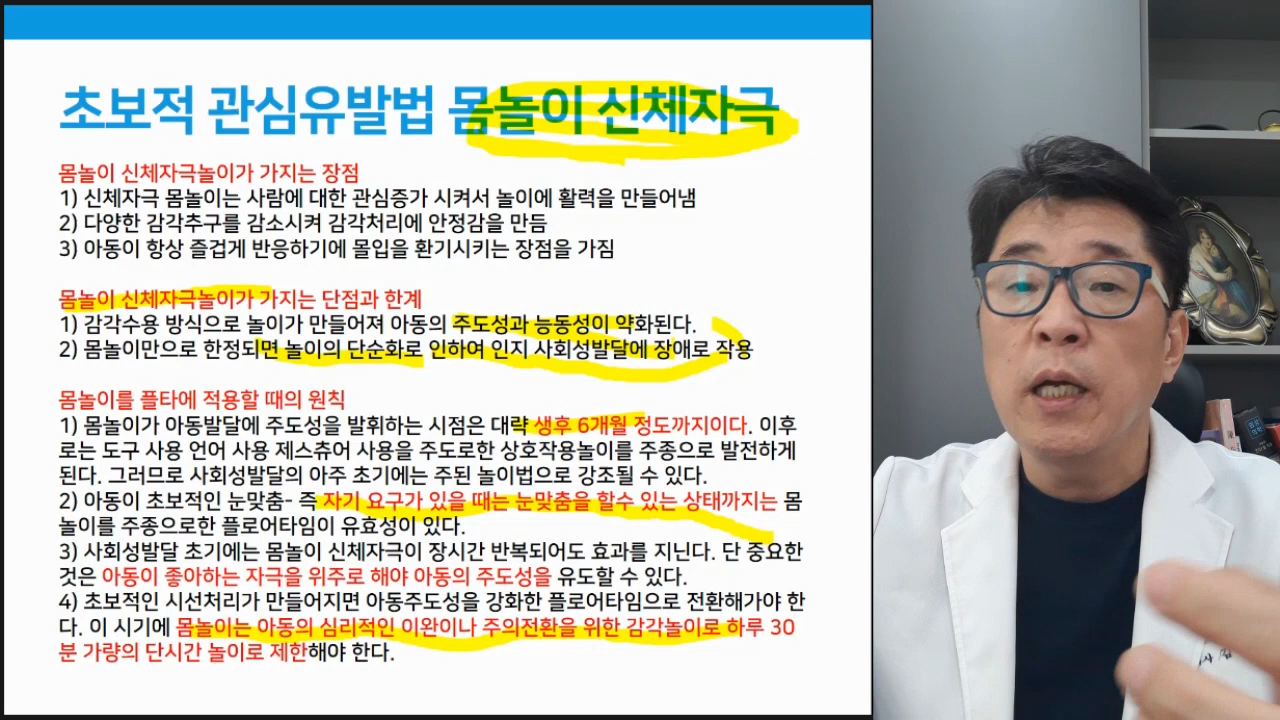 초보적 관심유발법 몸놀이 신체자극
몸놀이 신체자극놀이가 가지는 장점
1) 신체자극 몸놀이는 사람에 대한 관심증가 시켜서 놀이에 활력을 만들어냄
2) 다양한 감각추구를 감소시켜 감각처리에 안정감을 만듬
3) 아동이 항상 즐겁게 반응하기에 몰입을 환기시키는 장점을 가짐
몸놀이 신체자극놀이가 가지는 단점과 한계
1) 감각수용 방식으로 놀이가 만들어져 아동의 주도성과 능동성이 약화된다.
2) 몸놀이만으로 한정되면 놀이의 단순화로 인하여 인지 사회성발달에 장애로 작용
몸놀이를 플타에 적용할 때의 원칙
1) 몸놀이가 아동발달에 주도성을 발휘하는 시점은 대략 생후 6개월 정도까지이다. 이후
로는 도구 사용 언어 사용 제스츄어 사용을 주도로한 상호작용놀이를 주종으로 발전하게
된다. 그러므로 사회성발달의 아주 초기에는 주된 놀이법으로 강조될 수 있다.
2) 아동이 초보적인 눈맞춤- 즉 자기 요구가 있을 때는 눈맞춤을 할수 있는 상태까지는 몸
놀이를 주종으로한 플로어타임이 유효성이 있다.
3) 사회성발달 초기에는 몸놀이 신체자극이 장시간 반복되어도 효과를 지닌다. 단 중요한
것은 아동이 좋아하는 자극을 위주로 해야 아동의 주도성을 유도할 수 있다.
4) 초보적인 시선처리가 만들어지면 아동주도성을 강화한 플로어타임으로 전환해가야 한
다. 이 시기에 몸놀이는 아동의 심리적인 이완이나 주의전환을 위한 감각놀이로 하루 30
분 가량의 단시간 놀이로 제한해야 한다.